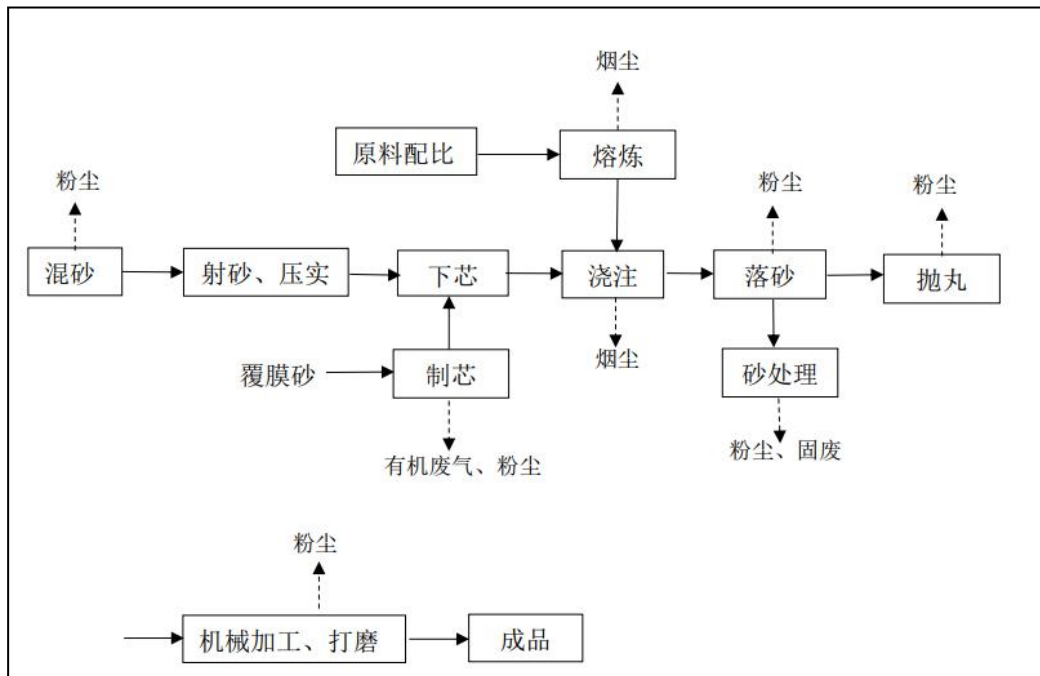 烟尘
原料配比
熔炼
粉尘
粉尘
粉尘
混砂
射砂、压实
下芯
浇注
落砂
抛丸
覆膜砂
制芯
烟尘
砂处理
有机废气、粉尘
粉尘、固废
粉尘
机械加工、打磨
成品